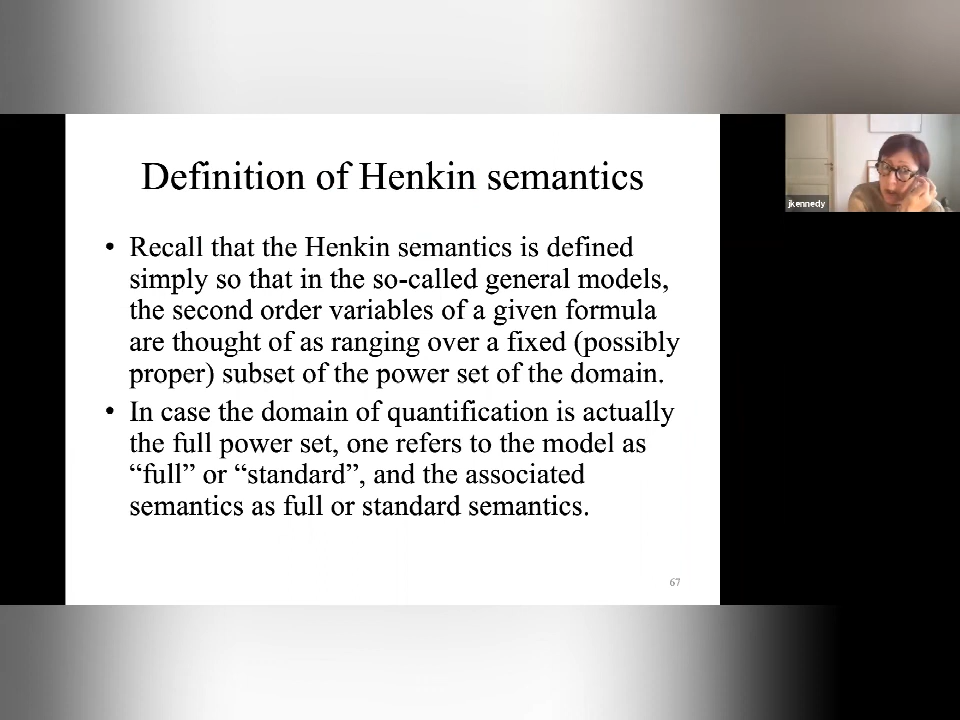 Definition of Henkin semantics
• Recall that the Henkin semantics is defined
simply so that in the so-called general models,
the second order variables of a given formula
are thought of as ranging over a fixed (possibly
proper) subset of the power set of the domain.
• In case the domain of quantification is actually
the full power set, one refers to the model as
“full” or “standard”, and the associated
semantics as full or standard semantics.
67
jkennedy